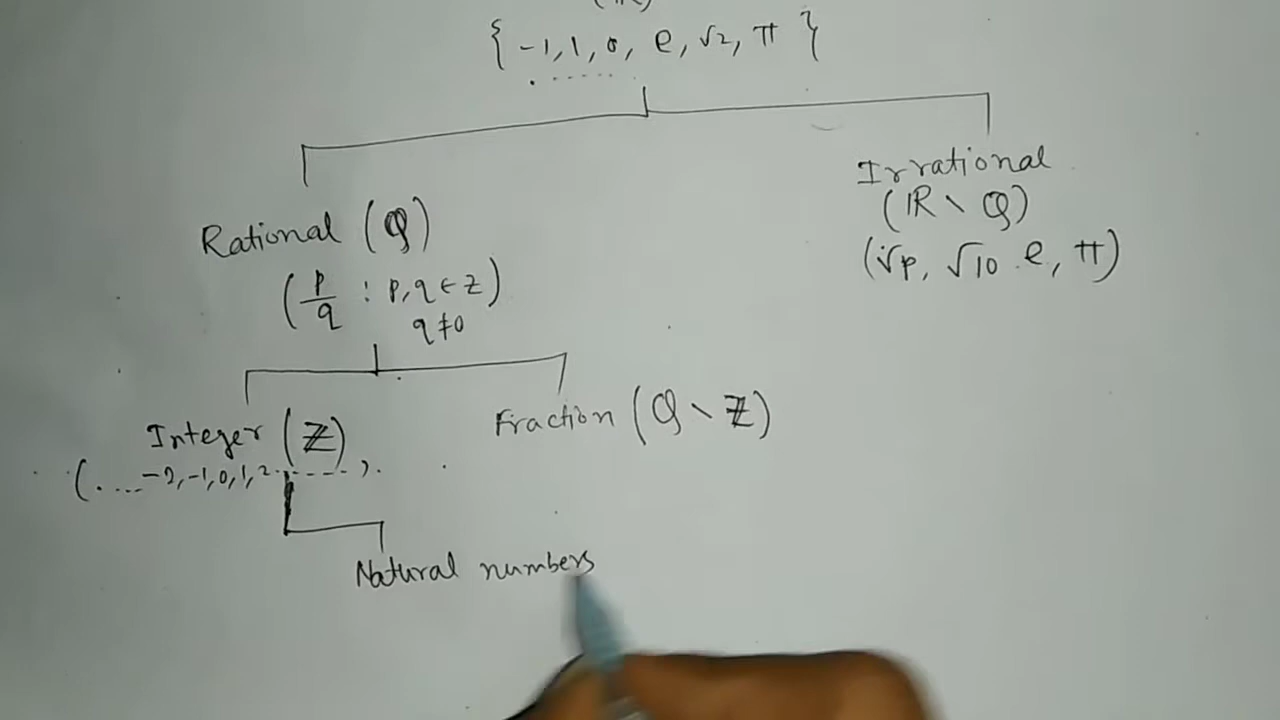 (ℝ)
{ -1, 1, 0, e, √2, π }
Irrational
(ℝ \ ℚ)
(√p, √10 e, π)
Rational (ℚ)
(p/q : p, q ∈ z)
q ≠ 0
Integer (ℤ)
Fraction (ℚ \ ℤ)
(.... -2, -1, 0, 1, 2 -----, ).
Natural numbers